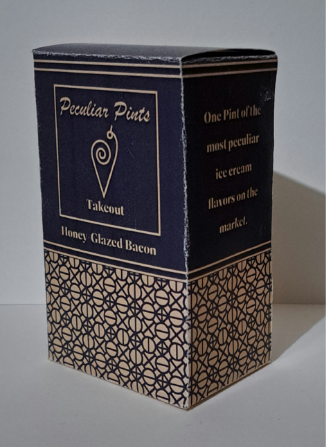 Peculiar Pints
Takeout
Honey Glazed Bacon
One Pint of the
most peculiar
ice cream
flavors on the
market.